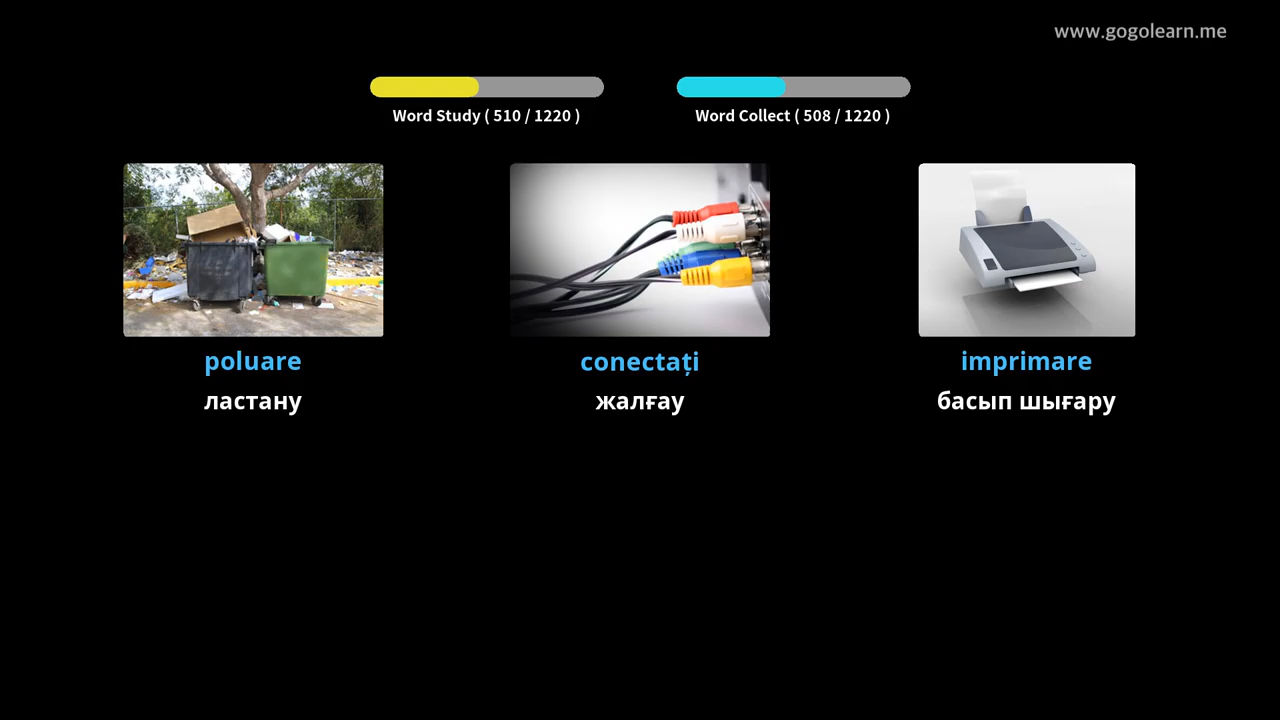 www.gogolearn.me
Word Study ( 510 / 1220 )
Word Collect ( 508 / 1220 )
poluare
conectați
imprimare
ластану
жалғау
басып шығару